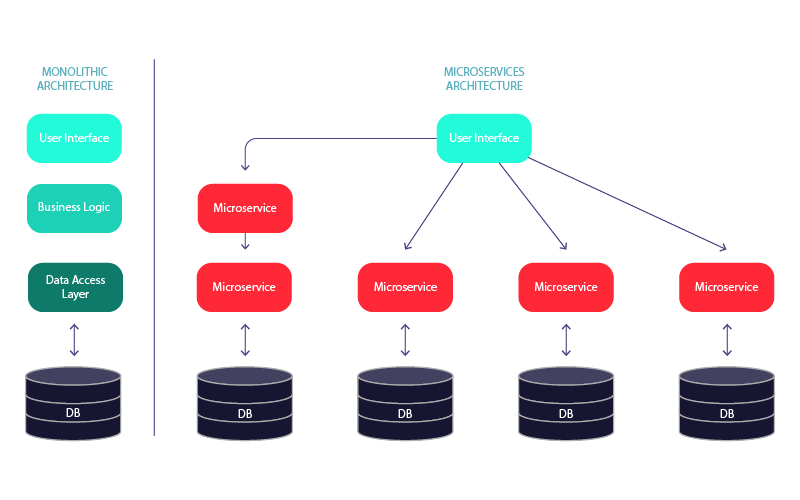 MONOLITHIC
ARCHITECTURE
User Interface
Business Logic
Data Access
Layer
DB
MICROSERVICES
ARCHITECTURE
User Interface
Microservice
Microservice
Microservice
Microservice
Microservice
DB
DB
DB
DB